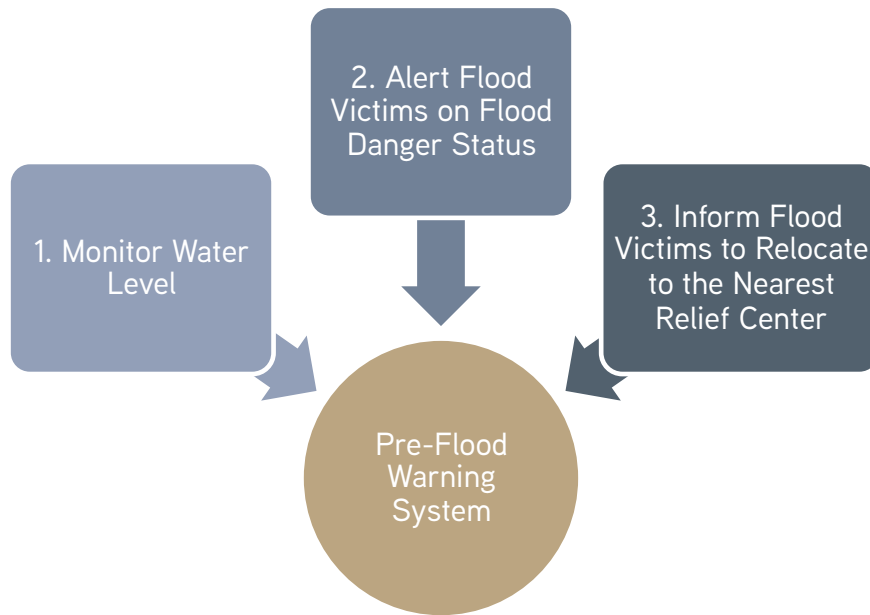 1. Monitor Water
Level
2. Alert Flood
Victims on Flood
Danger Status
3. Inform Flood
Victims to Relocate
to the Nearest
Relief Center
Pre-Flood
Warning
System